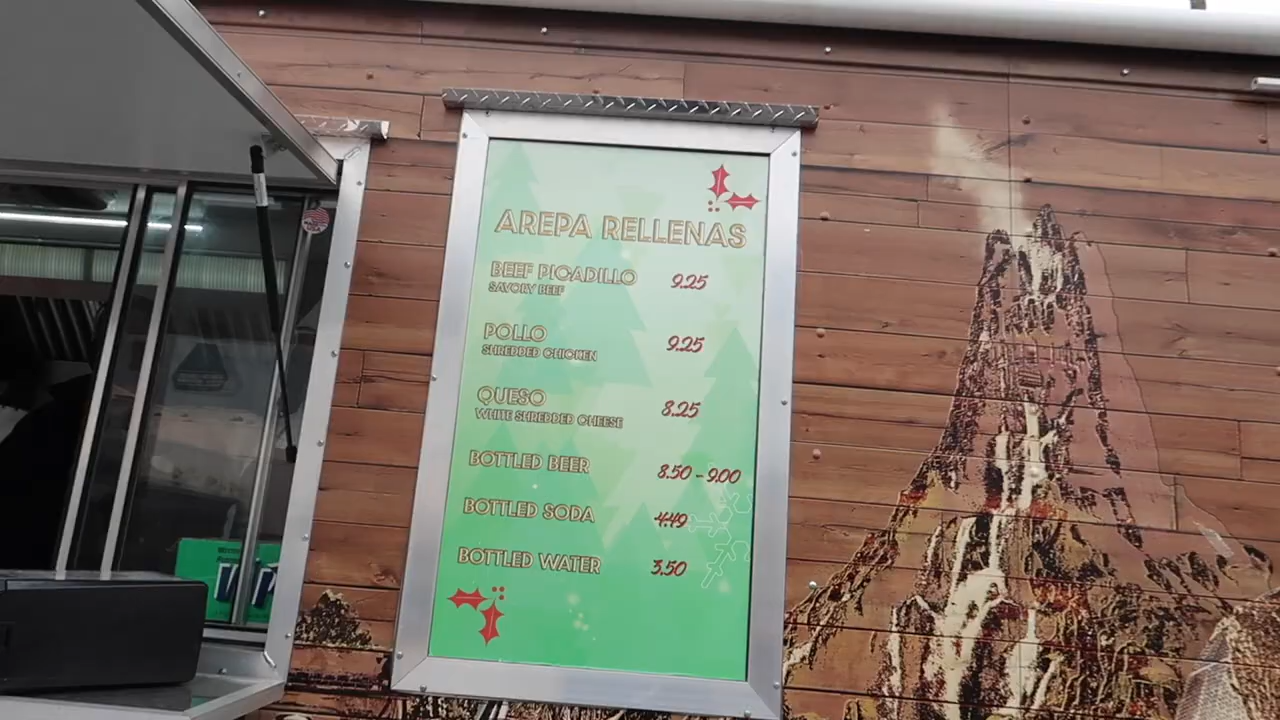 AREPA RELLENAS
BEEF PICADILLO 9.25
SAVORY BEEF
POLLO 9.25
SHREDDED CHICKEN
QUESO 8.25
WHITE SHREDDED CHEESE
BOTTLED BEER 8.50 - 9.00
BOTTLED SODA 4.49
BOTTLED WATER 3.50